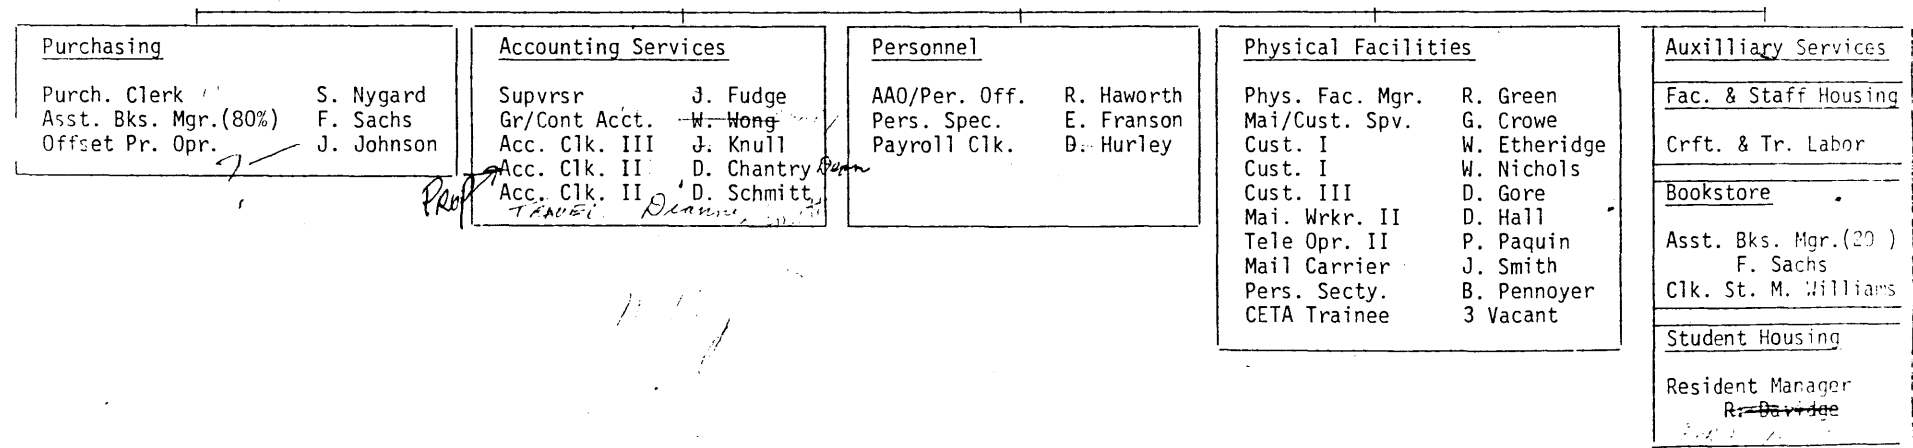 Purchasing
Purch. Clerk S. Nygard
Asst. Bks. Mgr.(80%) F. Sachs
Offset Pr. Opr. J. Johnson
?
Accounting Services
Supvrsr J. Fudge
Gr/Cont Acct. W. Wong
Acc. Clk. III J. Knull
Acc. Clk. II D. Chantry
Acc. Clk. II D. Schmitt
PROP
TRAVEL
Personnel
AAO/Per. Off. R. Haworth
Pers. Spec. E. Franson
Payroll Clk. D. Hurley
Physical Facilities
Phys. Fac. Mgr. R. Green
Mai/Cust. Spv. G. Crowe
Cust. I W. Etheridge
Cust. I W. Nichols
Cust. III D. Gore
Mai. Wrkr. II D. Hall
Tele Opr. II P. Paquin
Mail Carrier J. Smith
Pers. Secty. B. Pennoyer
CETA Trainee 3 Vacant
Auxilliary Services
Fac. & Staff Housing
Crft. & Tr. Labor
Bookstore
Asst. Bks. Mgr.(20 )
F. Sachs
Clk. St. M. Williams
Student Housing
Resident Manager
R. Davidge